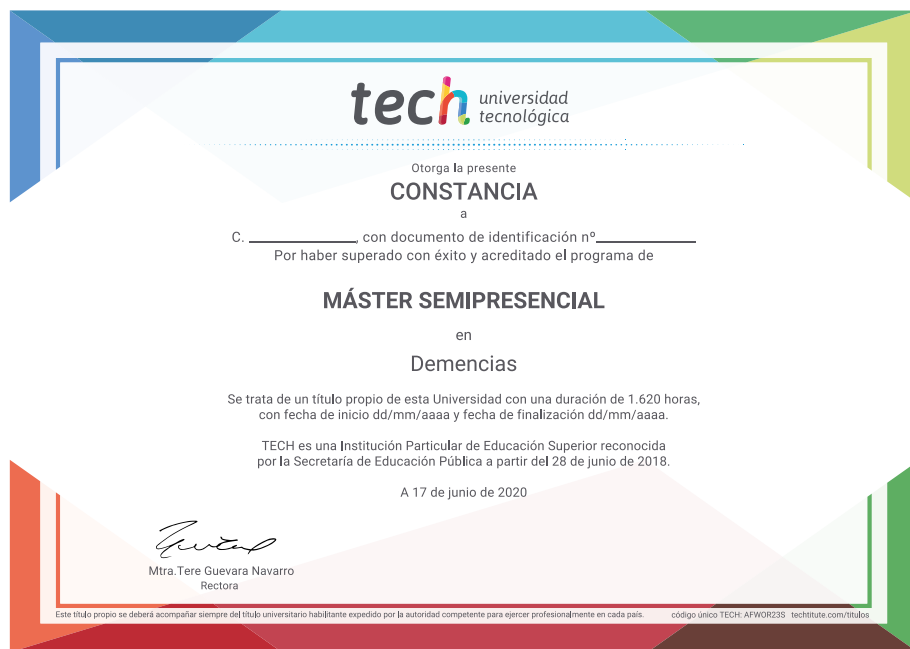 tech universidad
tecnológica
Otorga la presente
CONSTANCIA
a
C. ____________, con documento de identificación nº____________
Por haber superado con éxito y acreditado el programa de
MÁSTER SEMIPRESENCIAL
en
Demencias
Se trata de un título propio de esta Universidad con una duración de 1.620 horas,
con fecha de inicio dd/mm/aaaa y fecha de finalización dd/mm/aaaa.
TECH es una Institución Particular de Educación Superior reconocida
por la Secretaría de Educación Pública a partir del 28 de junio de 2018.
A 17 de junio de 2020
Mtra.Tere Guevara Navarro
Rectora
Este título propio se deberá acompañar siempre del título universitario habilitante expedido por la autoridad competente para ejercer profesionalmente en cada país. código único TECH: AFWOR23S techtitute.com/titulos